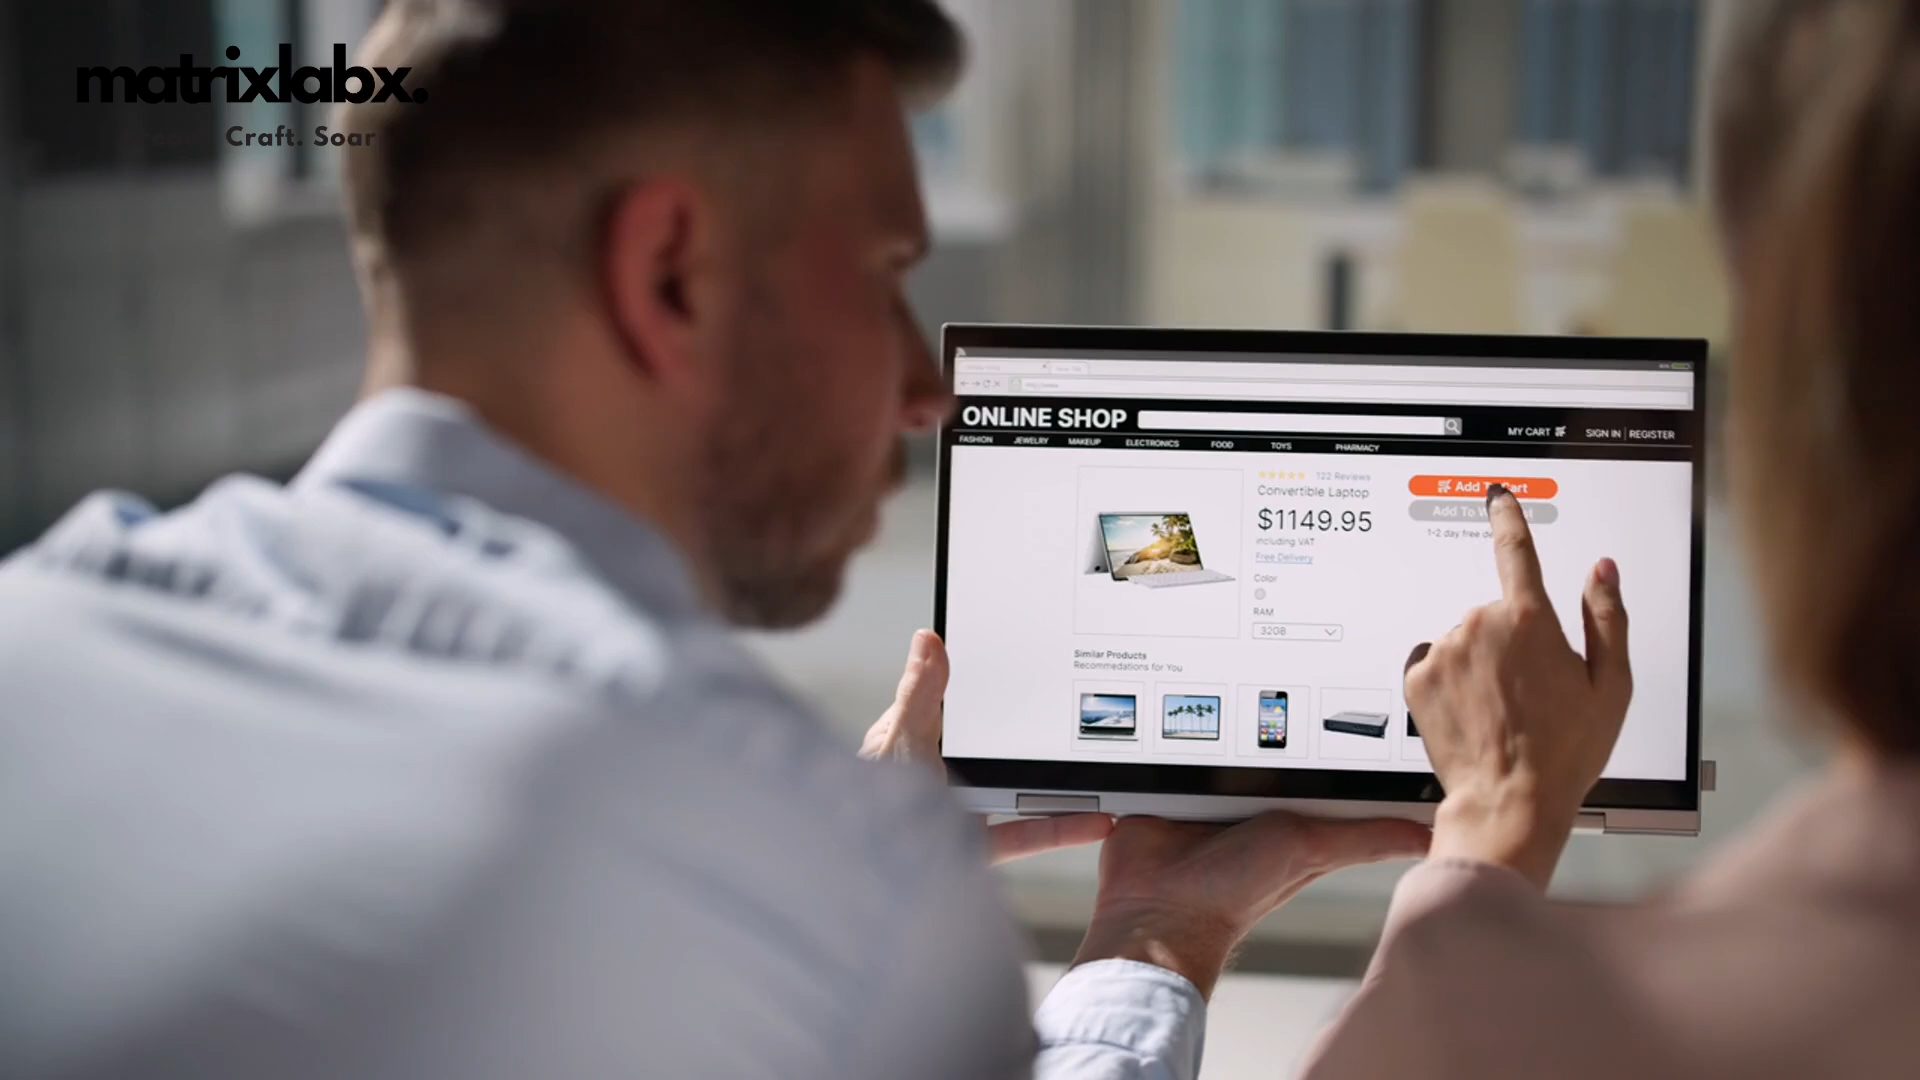 matrixlabx.
Craft. Soar
ONLINE SHOP
MY CART
SIGN IN | REGISTER
FASHION JEWELRY MAKEUP ELECTRONICS FOOD TOYS PHARMACY
122 Reviews
Convertible Laptop
$1149.95
including VAT
Free Delivery
Color
RAM
32GB
Add To Cart
Add To
1-2 day free
Similar Products
Recommedations for You